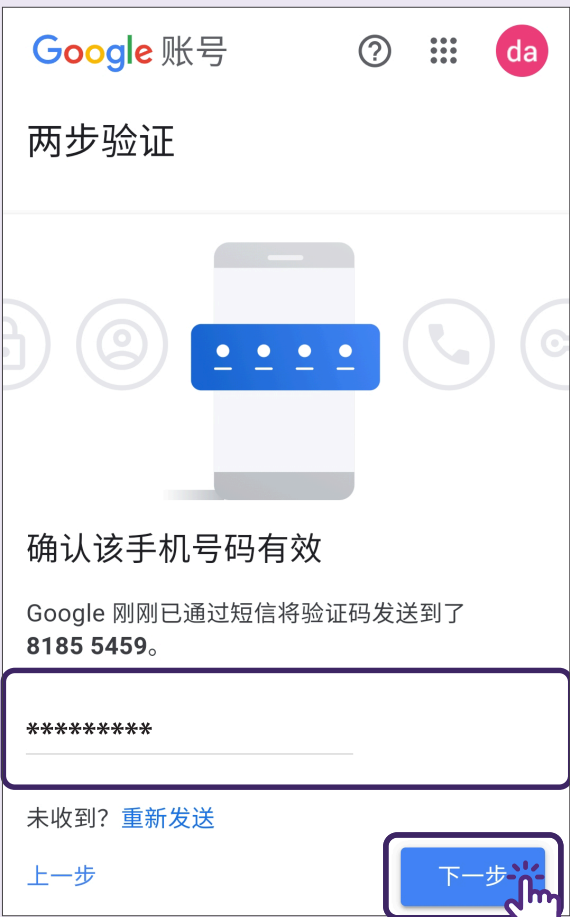 Google 账号
da
两步验证
确认该手机号码有效
Google 刚刚已通过短信将验证码发送到了
8185 5459。
*********
未收到？重新发送
上一步
下一步